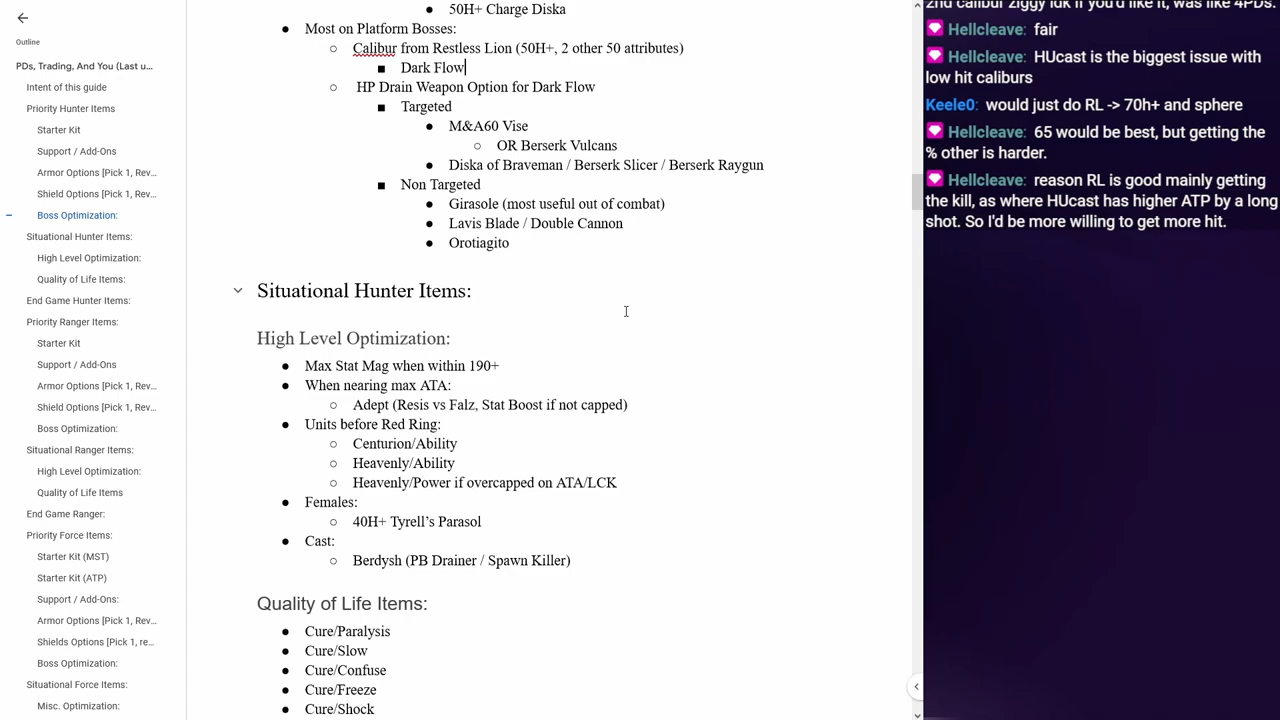 Outline
PDs, Trading, And You (Last u...
Intent of this guide
Priority Hunter Items
Starter Kit
Support / Add-Ons
Armor Options [Pick 1, Rev...
Shield Options [Pick 1, Rev...
Boss Optimization:
Situational Hunter Items:
High Level Optimization:
Quality of Life Items:
End Game Hunter Items:
Priority Ranger Items:
Starter Kit
Support / Add-Ons
Armor Options [Pick 1, Rev...
Shield Options [Pick 1, Rev...
Boss Optimization:
Situational Ranger Items:
High Level Optimization:
Quality of Life Items
End Game Ranger:
Priority Force Items:
Starter Kit (MST)
Starter Kit (ATP)
Support / Add-Ons:
Armor Options [Pick 1, Rev...
Shields Options [Pick 1, re...
Boss Optimization:
Situational Force Items:
Misc. Optimization:
50H+ Charge Diska
Most on Platform Bosses:
Calibur from Restless Lion (50H+, 2 other 50 attributes)
Dark Flow
HP Drain Weapon Option for Dark Flow
Targeted
M&A60 Vise
OR Berserk Vulcans
Diska of Braveman / Berserk Slicer / Berserk Raygun
Non Targeted
Girasole (most useful out of combat)
Lavis Blade / Double Cannon
Orotiagito
Situational Hunter Items:
High Level Optimization:
Max Stat Mag when within 190+
When nearing max ATA:
Adept (Resis vs Falz, Stat Boost if not capped)
Units before Red Ring:
Centurion/Ability
Heavenly/Ability
Heavenly/Power if overcapped on ATA/LCK
Females:
40H+ Tyrell's Parasol
Cast:
Berdysh (PB Drainer / Spawn Killer)
Quality of Life Items:
Cure/Paralysis
Cure/Slow
Cure/Confuse
Cure/Freeze
Cure/Shock
2nd calibur ziggy idk if you'd like it, was like 4PDs.
Hellcleave: fair
Hellcleave: HUcast is the biggest issue with
low hit caliburs
Keele0: would just do RL -> 70h+ and sphere
Hellcleave: 65 would be best, but getting the
% other is harder.
Hellcleave: reason RL is good mainly getting
the kill, as where HUcast has higher ATP by a long
shot. So I'd be more willing to get more hit.